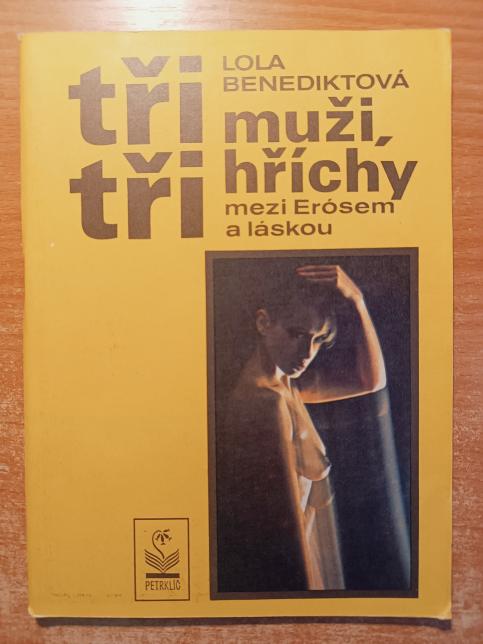 LOLA
BENEDIKTOVÁ
tři muži,
tři hříchy
mezi Erósem
a láskou
PETRKLÍČ